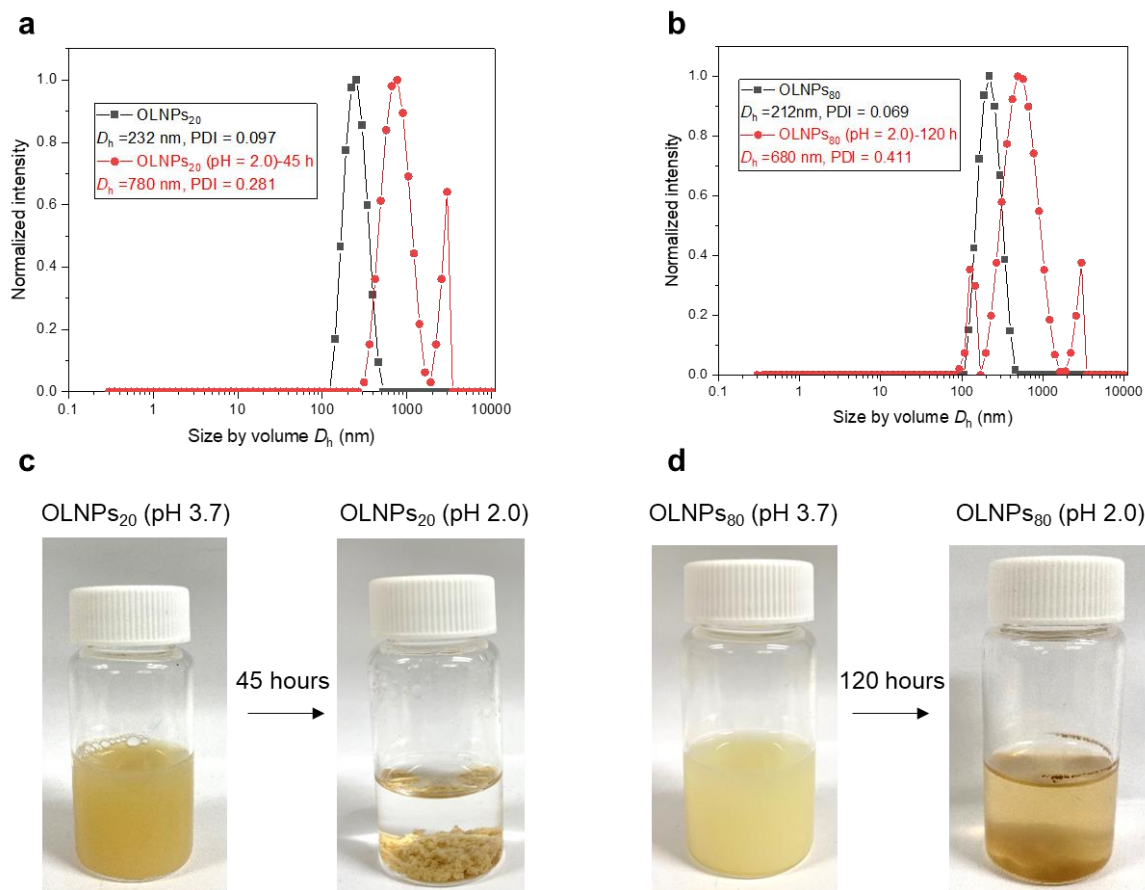 a
1.0
0.8
0.6
0.4
0.2
0.0
Normalized intensity
OLNPs₂₀
Dₕ =232 nm, PDI = 0.097
OLNPs₂₀ (pH = 2.0)-45 h
Dₕ =780 nm, PDI = 0.281
0.1 1 10 100 1000 10000
Size by volume Dₕ (nm)
b
1.0
0.8
0.6
0.4
0.2
0.0
Normalized intensity
OLNPs₈₀
Dₕ =212nm, PDI = 0.069
OLNPs₈₀ (pH = 2.0)-120 h
Dₕ =680 nm, PDI = 0.411
0.1 1 10 100 1000 10000
Size by volume Dₕ (nm)
c
OLNPs₂₀ (pH 3.7)
45 hours
OLNPs₂₀ (pH 2.0)
d
OLNPs₈₀ (pH 3.7)
120 hours
OLNPs₈₀ (pH 2.0)